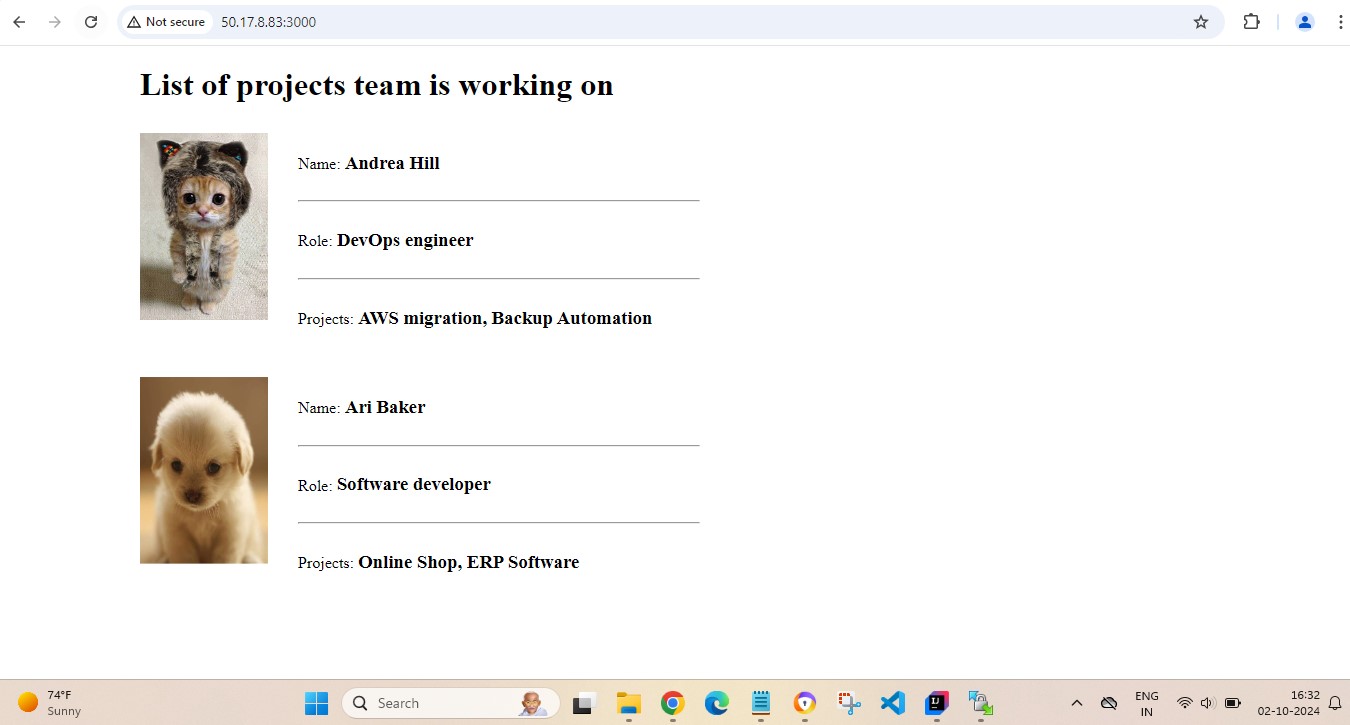 Not secure 50.17.8.83:3000
List of projects team is working on
Name: Andrea Hill
Role: DevOps engineer
Projects: AWS migration, Backup Automation
Name: Ari Baker
Role: Software developer
Projects: Online Shop, ERP Software
74°F
Sunny
Search
ENG
IN
16:32
02-10-2024